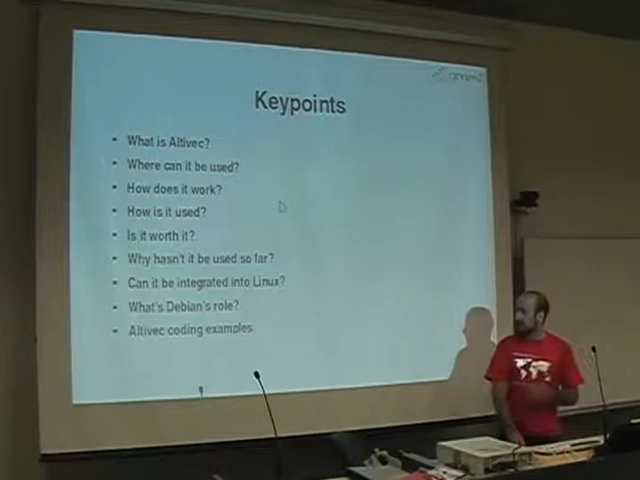 Keypoints
What is Altivec?
Where can it be used?
How does it work?
How is it used?
Is it worth it?
Why hasn't it be used so far?
Can it be integrated into Linux?
What's Debian's role?
Altivec coding examples